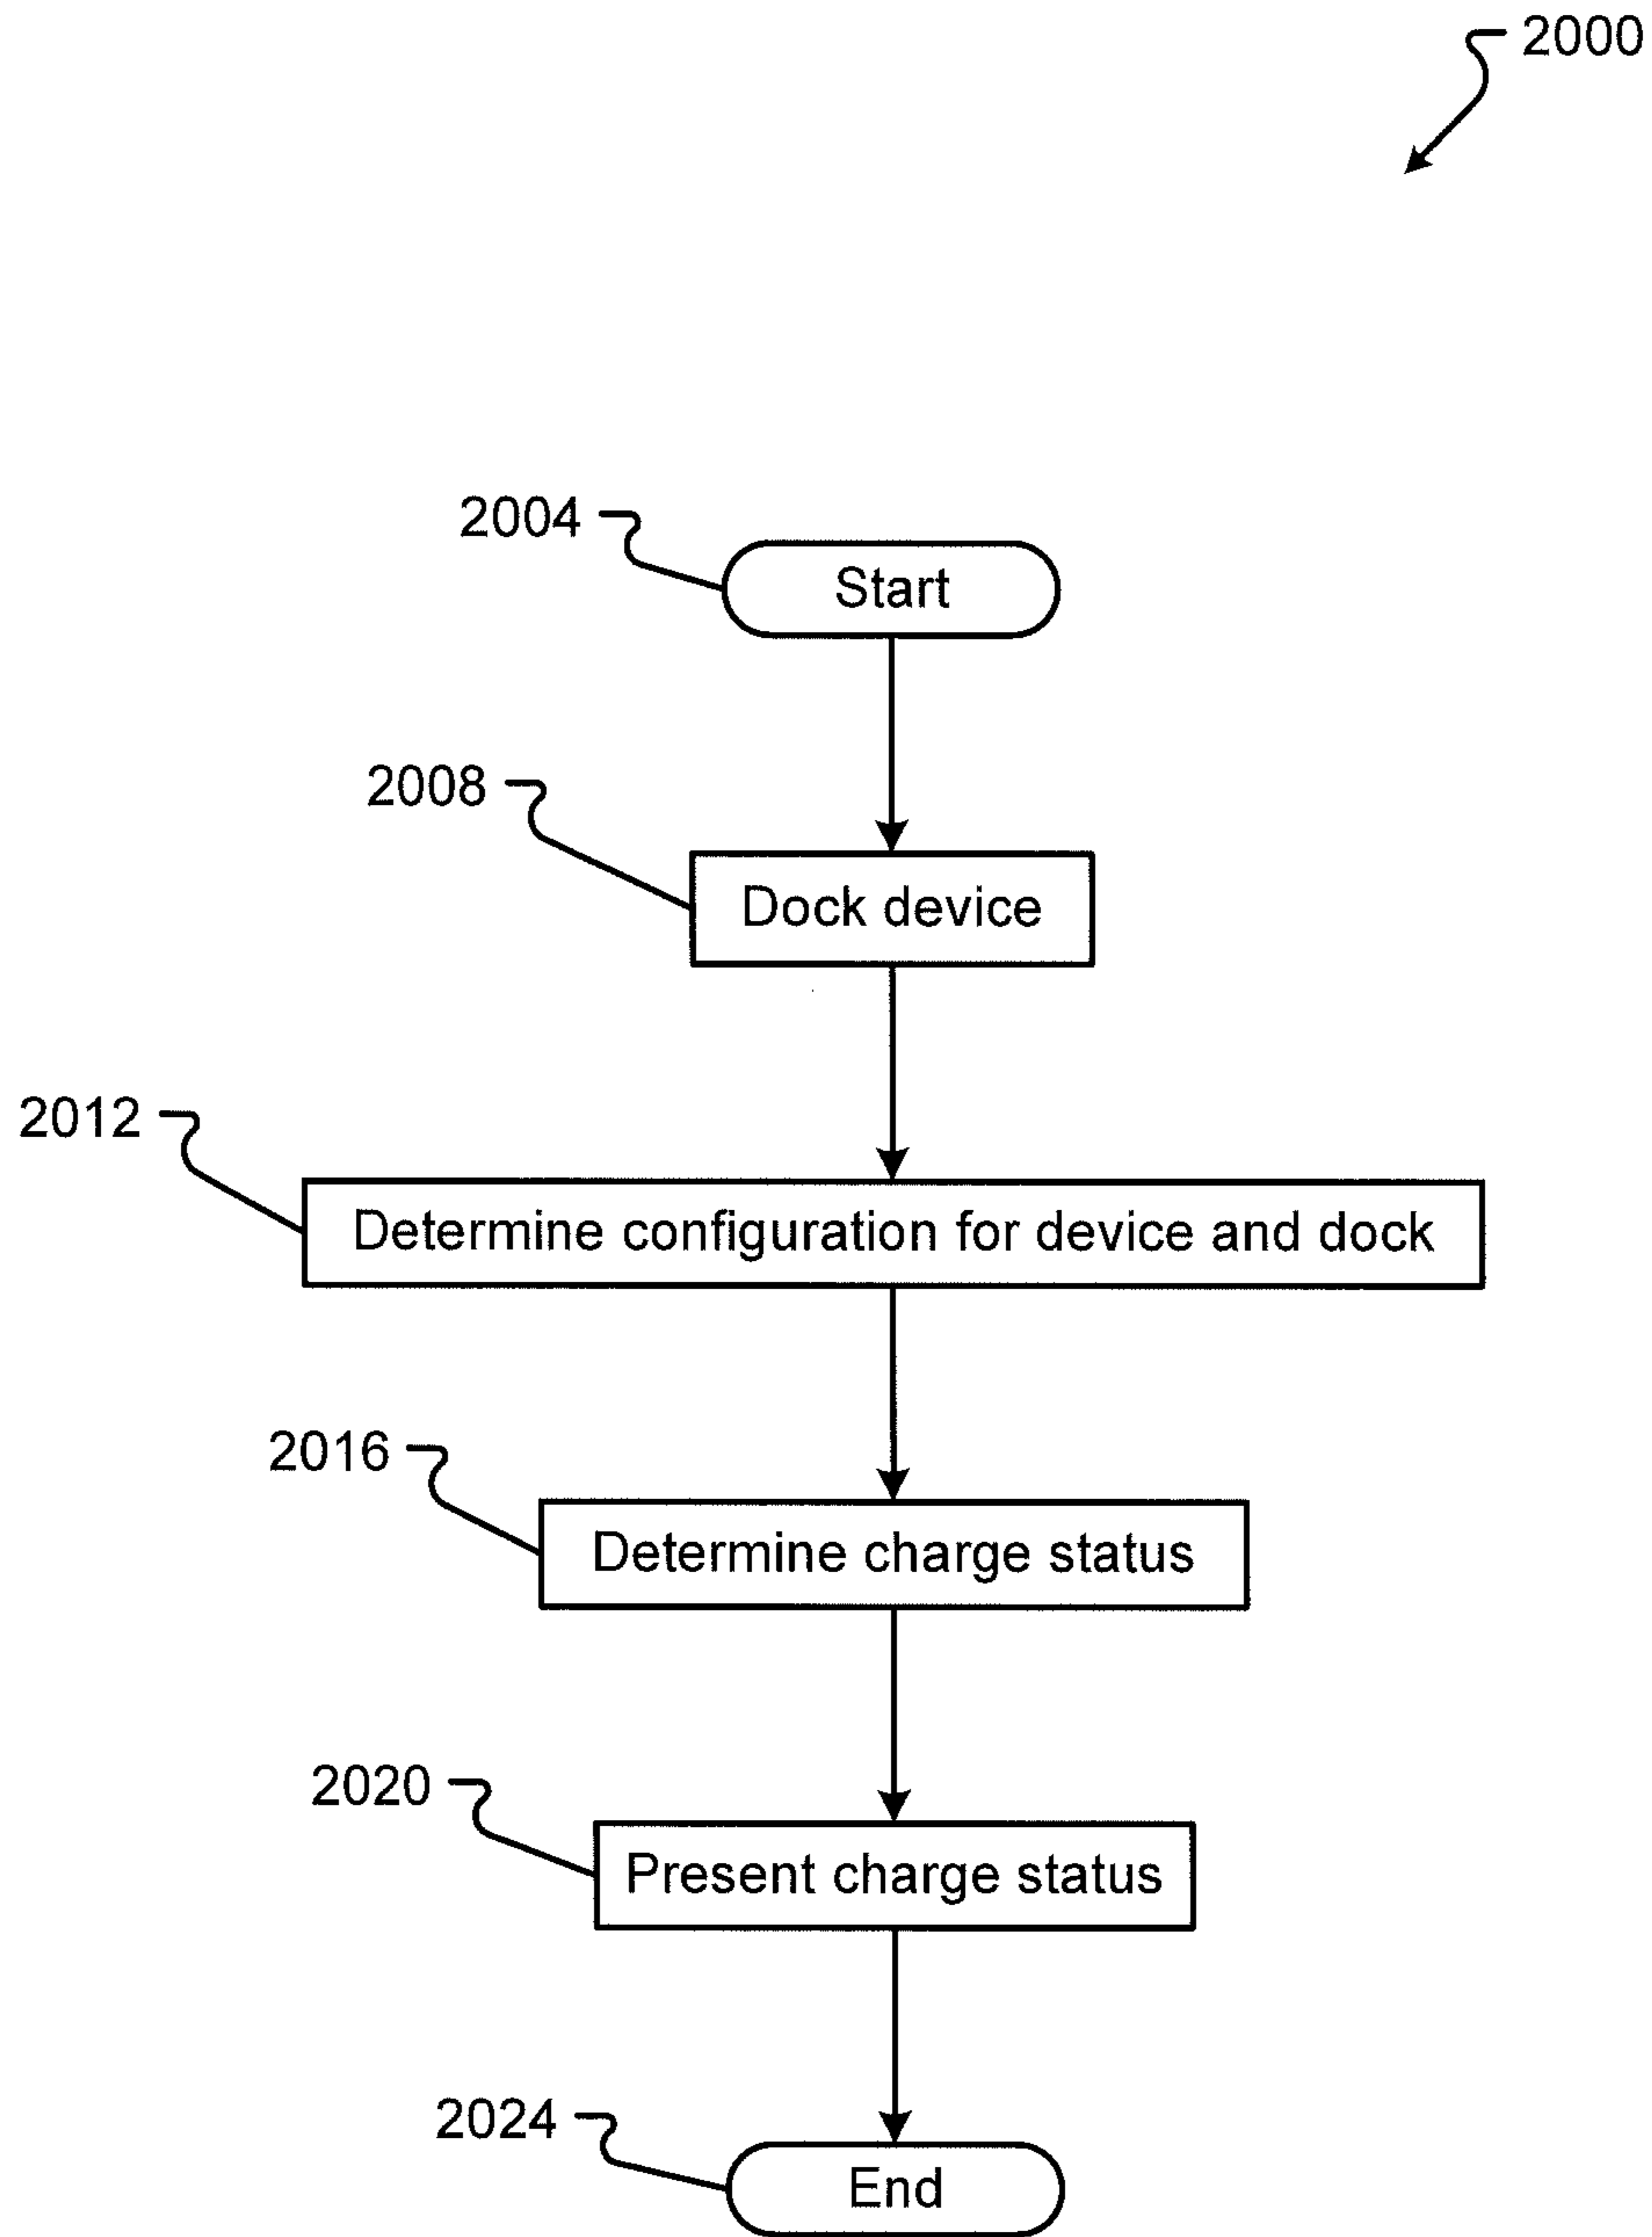 2000
2004
Start
2008
Dock device
2012
Determine configuration for device and dock
2016
Determine charge status
2020
Present charge status
2024
End